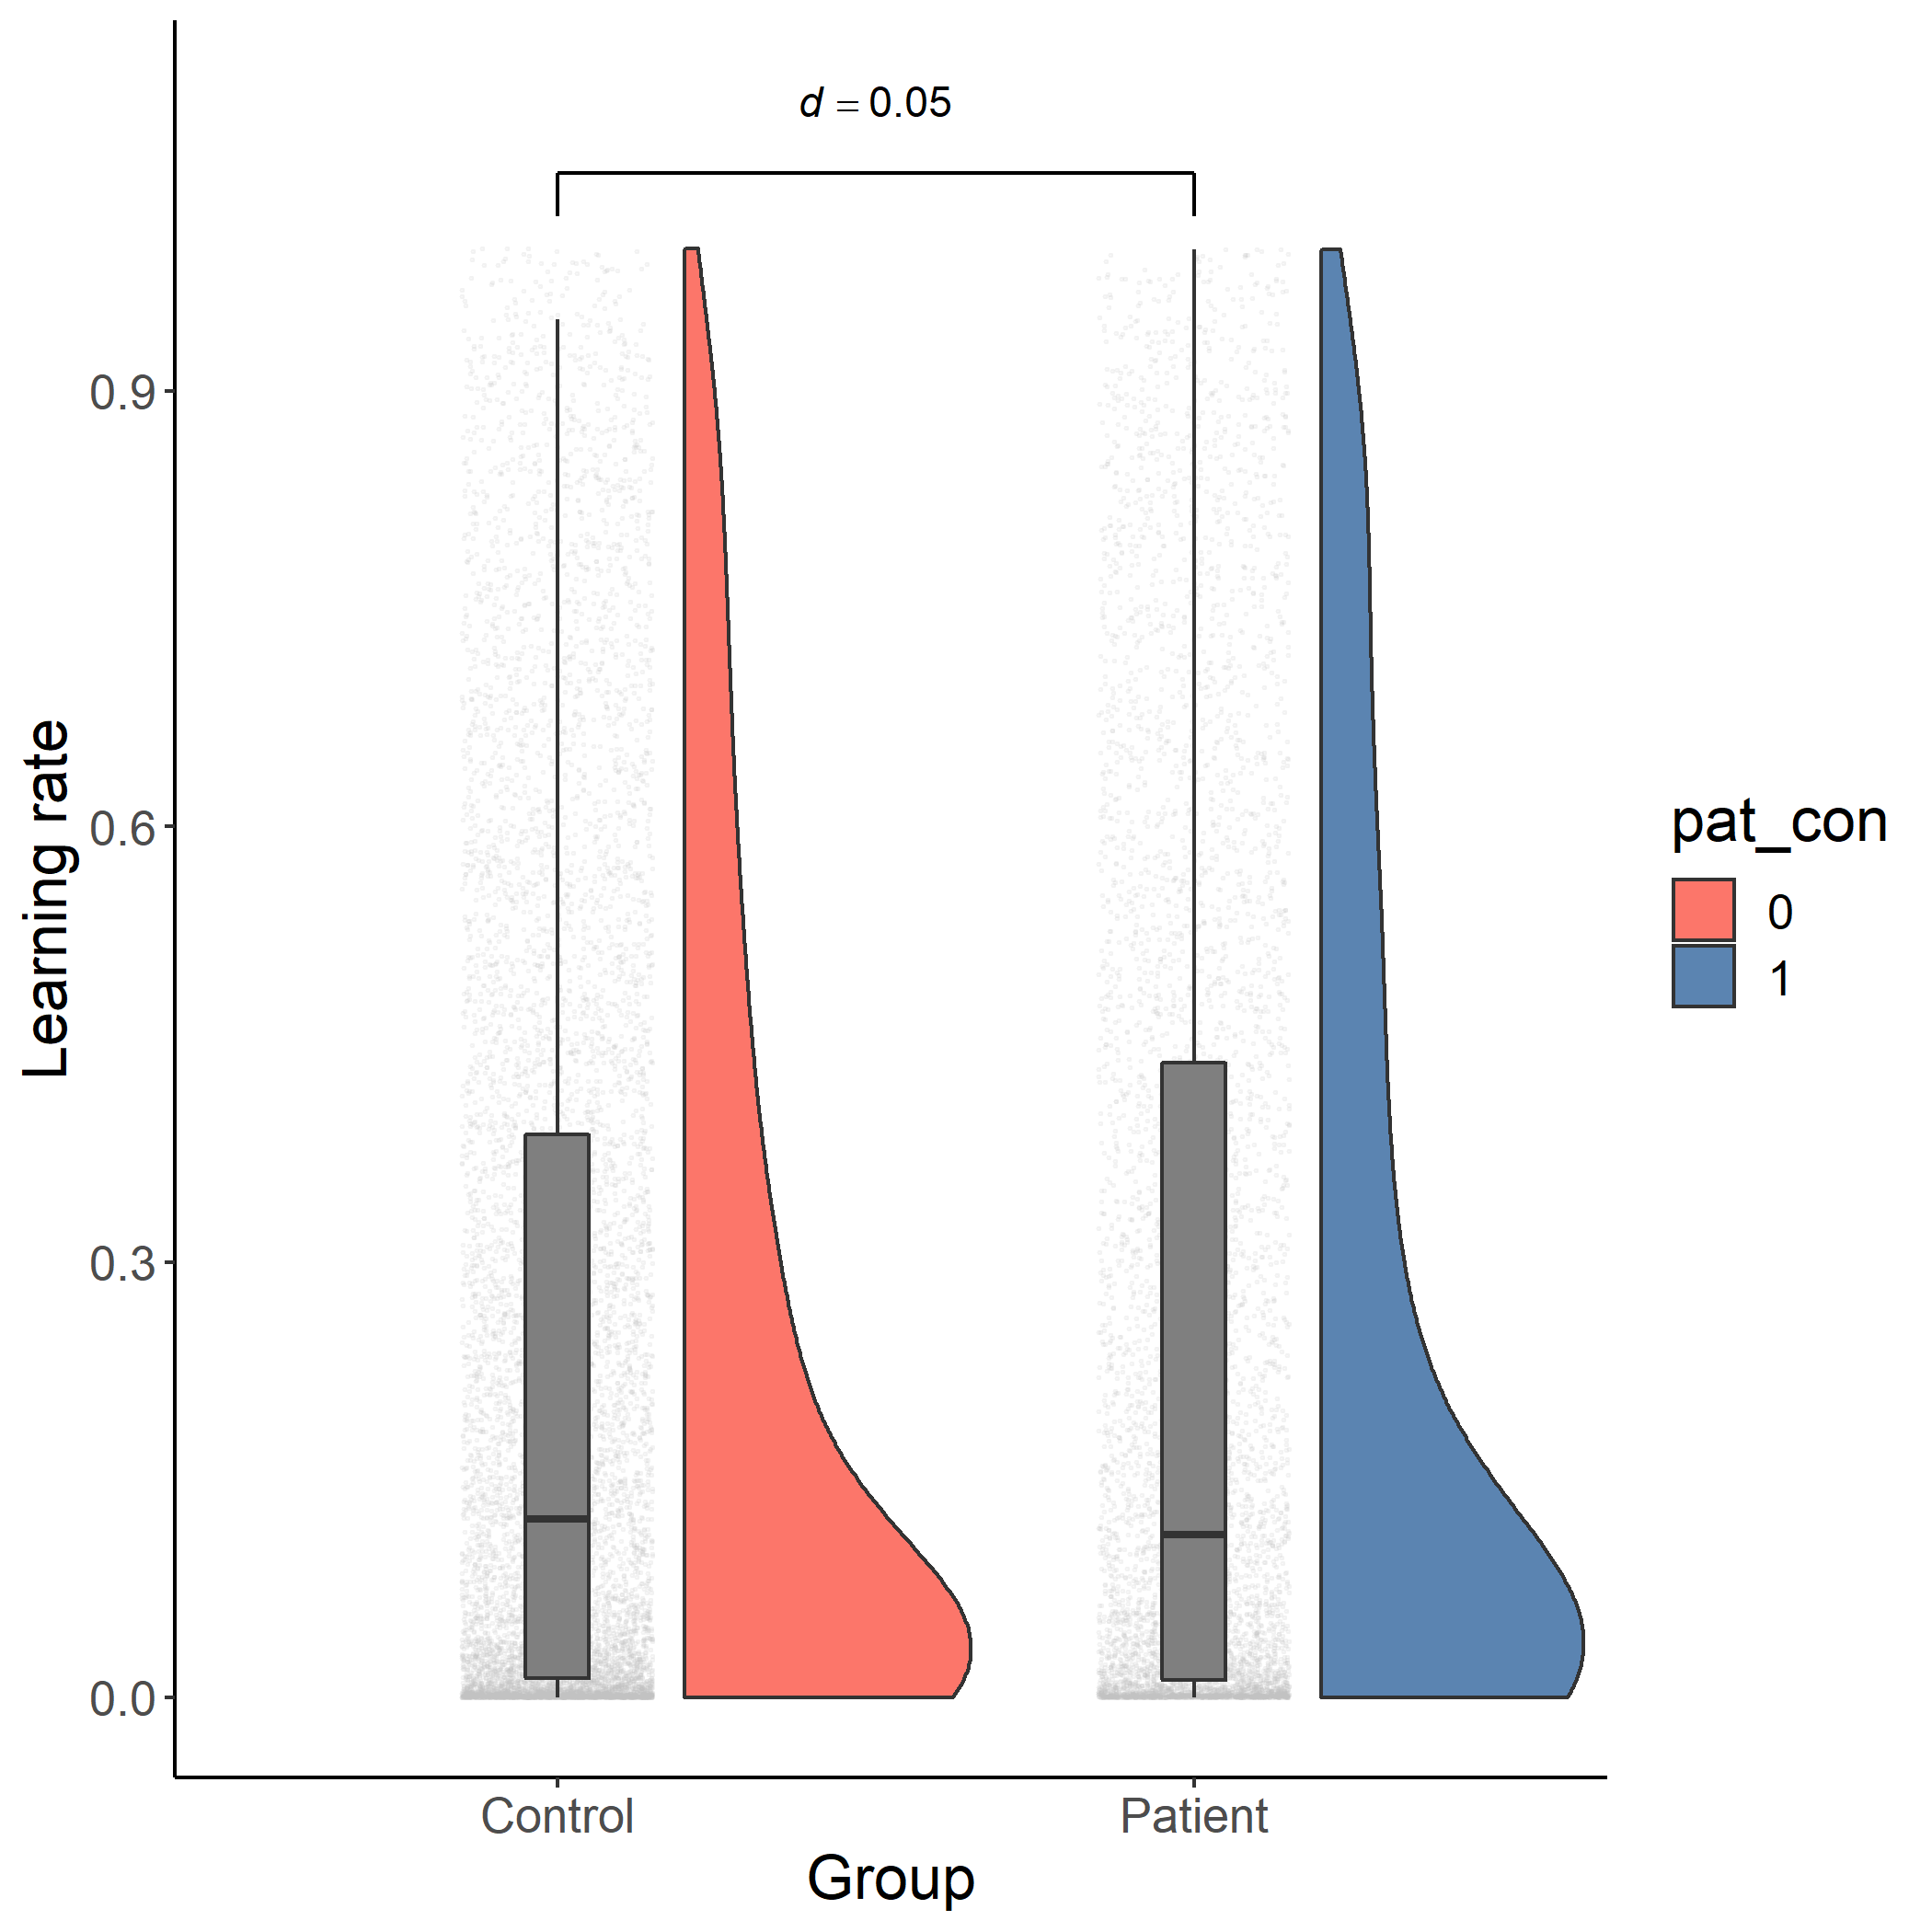 d = 0.05
0.9
0.6
0.3
0.0
Learning rate
Control
Patient
Group
pat_con
0
1